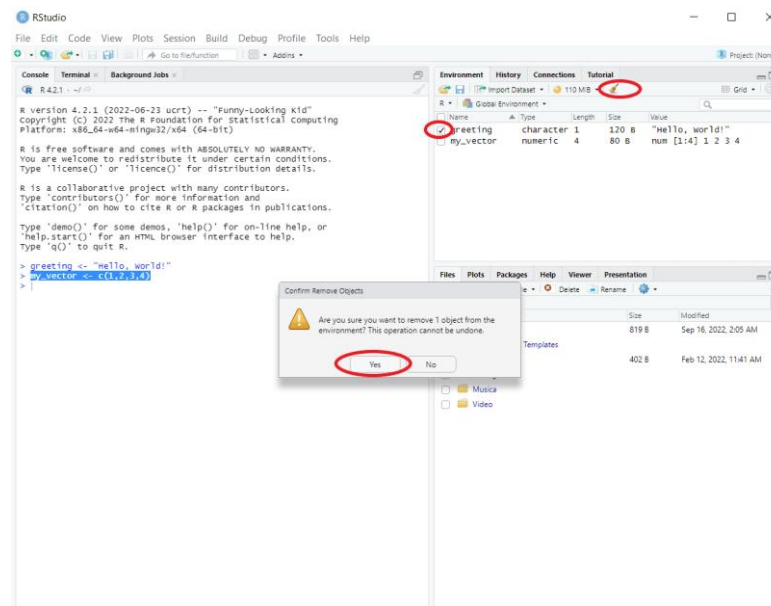 RStudio
File Edit Code View Plots Session Build Debug Profile Tools Help
Go to file/function Addins
Project: (Non
Console Terminal Background Jobs
R 4.2.1 · ~/
R version 4.2.1 (2022-06-23 ucrt) -- "Funny-Looking Kid"
Copyright (C) 2022 The R Foundation for Statistical Computing
Platform: x86_64-w64-mingw32/x64 (64-bit)
R is free software and comes with ABSOLUTELY NO WARRANTY.
You are welcome to redistribute it under certain conditions.
Type 'license()' or 'licence()' for distribution details.
R is a collaborative project with many contributors.
Type 'contributors()' for more information and
'citation()' on how to cite R or R packages in publications.
Type 'demo()' for some demos, 'help()' for on-line help, or
'help.start()' for an HTML browser interface to help.
Type 'q()' to quit R.
> greeting <- "Hello, world!"
> my_vector <- c(1,2,3,4)
>
Environment History Connections Tutorial
Import Dataset 110 MiB Grid
R Global Environment
Name Type Length Size Value
greeting character 1 120 B "Hello, world!"
my_vector numeric 4 80 B num [1:4] 1 2 3 4
Files Plots Packages Help Viewer Presentation
Delete Rename
Size Modified
819 B Sep 16, 2022, 2:05 AM
Templates
402 B Feb 12, 2022, 11:41 AM
Musica
Video
Confirm Remove Objects
Are you sure you want to remove 1 object from the
environment? This operation cannot be undone.
Yes No